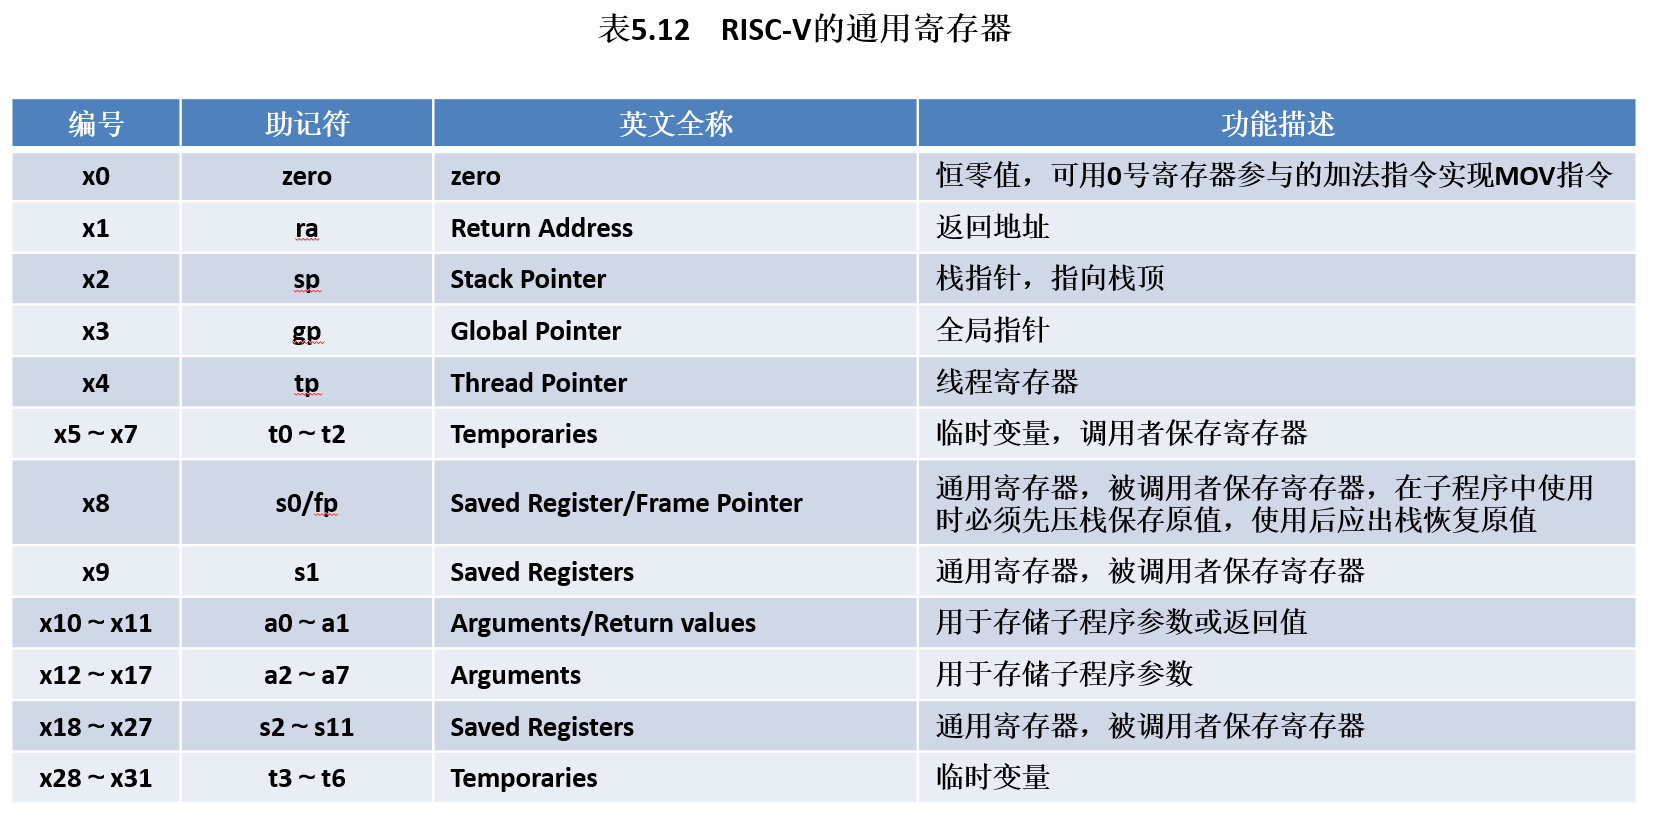 表5.12 RISC-V的通用寄存器
编号 助记符 英文全称 功能描述
x0 zero zero 恒零值，可用0号寄存器参与的加法指令实现MOV指令
x1 ra Return Address 返回地址
x2 sp Stack Pointer 栈指针，指向栈顶
x3 gp Global Pointer 全局指针
x4 tp Thread Pointer 线程寄存器
x5～x7 t0～t2 Temporaries 临时变量，调用者保存寄存器
x8 s0/fp Saved Register/Frame Pointer 通用寄存器，被调用者保存寄存器，在子程序中使用
时必须先压栈保存原值，使用后应出栈恢复原值
x9 s1 Saved Registers 通用寄存器，被调用者保存寄存器
x10～x11 a0～a1 Arguments/Return values 用于存储子程序参数或返回值
x12～x17 a2～a7 Arguments 用于存储子程序参数
x18～x27 s2～s11 Saved Registers 通用寄存器，被调用者保存寄存器
x28～x31 t3～t6 Temporaries 临时变量